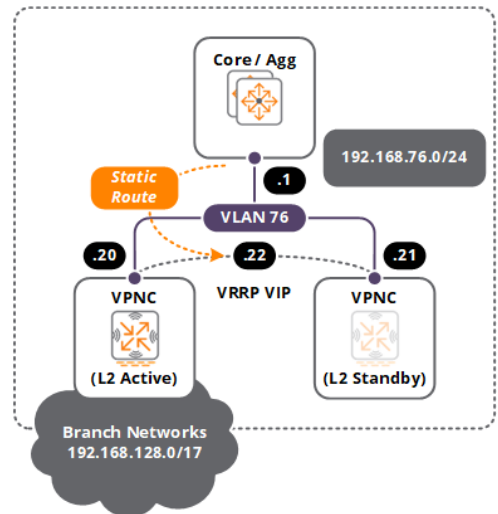 Core / Agg
192.168.76.0/24
Static
Route
.1
VLAN 76
.20
.22
.21
VPNC
VRRP VIP
VPNC
(L2 Active)
(L2 Standby)
Branch Networks
192.168.128.0/17